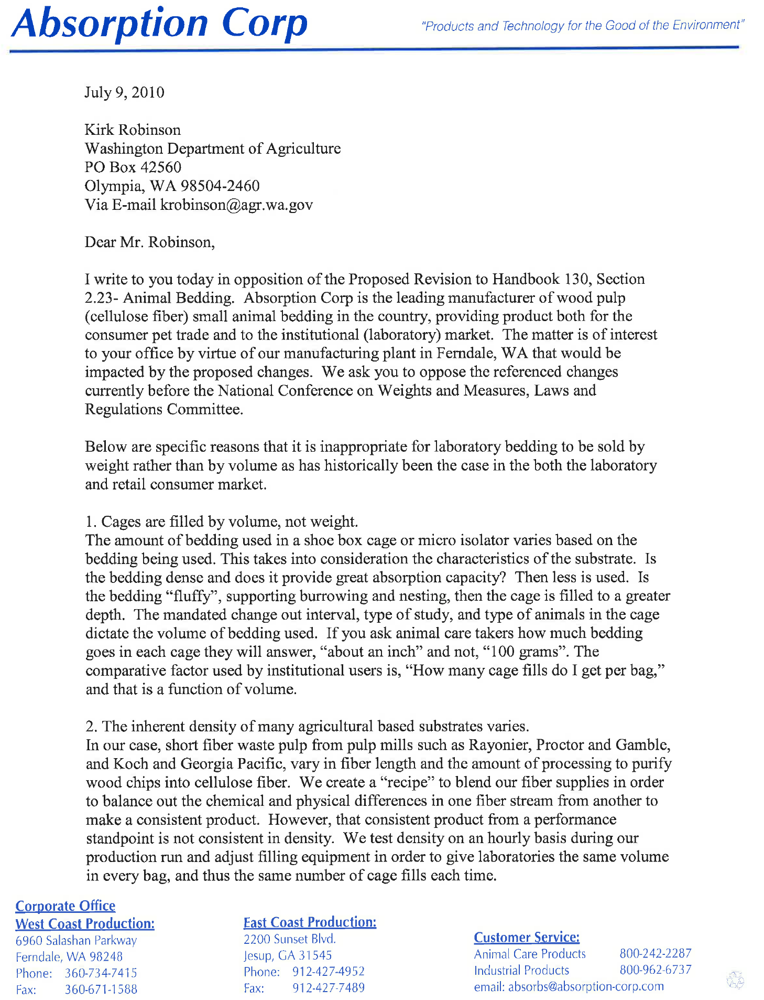 Absorption Corp
"Products and Technology for the Good of the Environment"
July 9, 2010
Kirk Robinson
Washington Department of Agriculture
PO Box 42560
Olympia, WA 98504-2460
Via E-mail krobinson@agr.wa.gov
Dear Mr. Robinson,
I write to you today in opposition of the Proposed Revision to Handbook 130, Section
2.23- Animal Bedding. Absorption Corp is the leading manufacturer of wood pulp
(cellulose fiber) small animal bedding in the country, providing product both for the
consumer pet trade and to the institutional (laboratory) market. The matter is of interest
to your office by virtue of our manufacturing plant in Ferndale, WA that would be
impacted by the proposed changes. We ask you to oppose the referenced changes
currently before the National Conference on Weights and Measures, Laws and
Regulations Committee.
Below are specific reasons that it is inappropriate for laboratory bedding to be sold by
weight rather than by volume as has historically been the case in the both the laboratory
and retail consumer market.
1. Cages are filled by volume, not weight.
The amount of bedding used in a shoe box cage or micro isolator varies based on the
bedding being used. This takes into consideration the characteristics of the substrate. Is
the bedding dense and does it provide great absorption capacity? Then less is used. Is
the bedding “fluffy”, supporting burrowing and nesting, then the cage is filled to a greater
depth. The mandated change out interval, type of study, and type of animals in the cage
dictate the volume of bedding used. If you ask animal care takers how much bedding
goes in each cage they will answer, “about an inch” and not, “100 grams”. The
comparative factor used by institutional users is, “How many cage fills do I get per bag,”
and that is a function of volume.
2. The inherent density of many agricultural based substrates varies.
In our case, short fiber waste pulp from pulp mills such as Rayonier, Proctor and Gamble,
and Koch and Georgia Pacific, vary in fiber length and the amount of processing to purify
wood chips into cellulose fiber. We create a “recipe” to blend our fiber supplies in order
to balance out the chemical and physical differences in one fiber stream from another to
make a consistent product. However, that consistent product from a performance
standpoint is not consistent in density. We test density on an hourly basis during our
production run and adjust filling equipment in order to give laboratories the same volume
in every bag, and thus the same number of cage fills each time.
Corporate Office
West Coast Production:
6960 Salashan Parkway
Ferndale, WA 98248
Phone: 360-734-7415
Fax: 360-671-1588
East Coast Production:
2200 Sunset Blvd.
Jesup, GA 31545
Phone: 912-427-4952
Fax: 912-427-7489
Customer Service:
Animal Care Products 800-242-2287
Industrial Products 800-962-6737
email: absorbs@absorption-corp.com